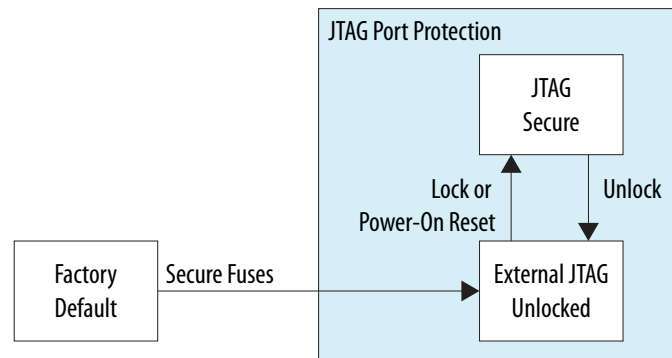 JTAG Port Protection
JTAG
Secure
Lock or
Power-On Reset
Unlock
Factory
Default
Secure Fuses
External JTAG
Unlocked